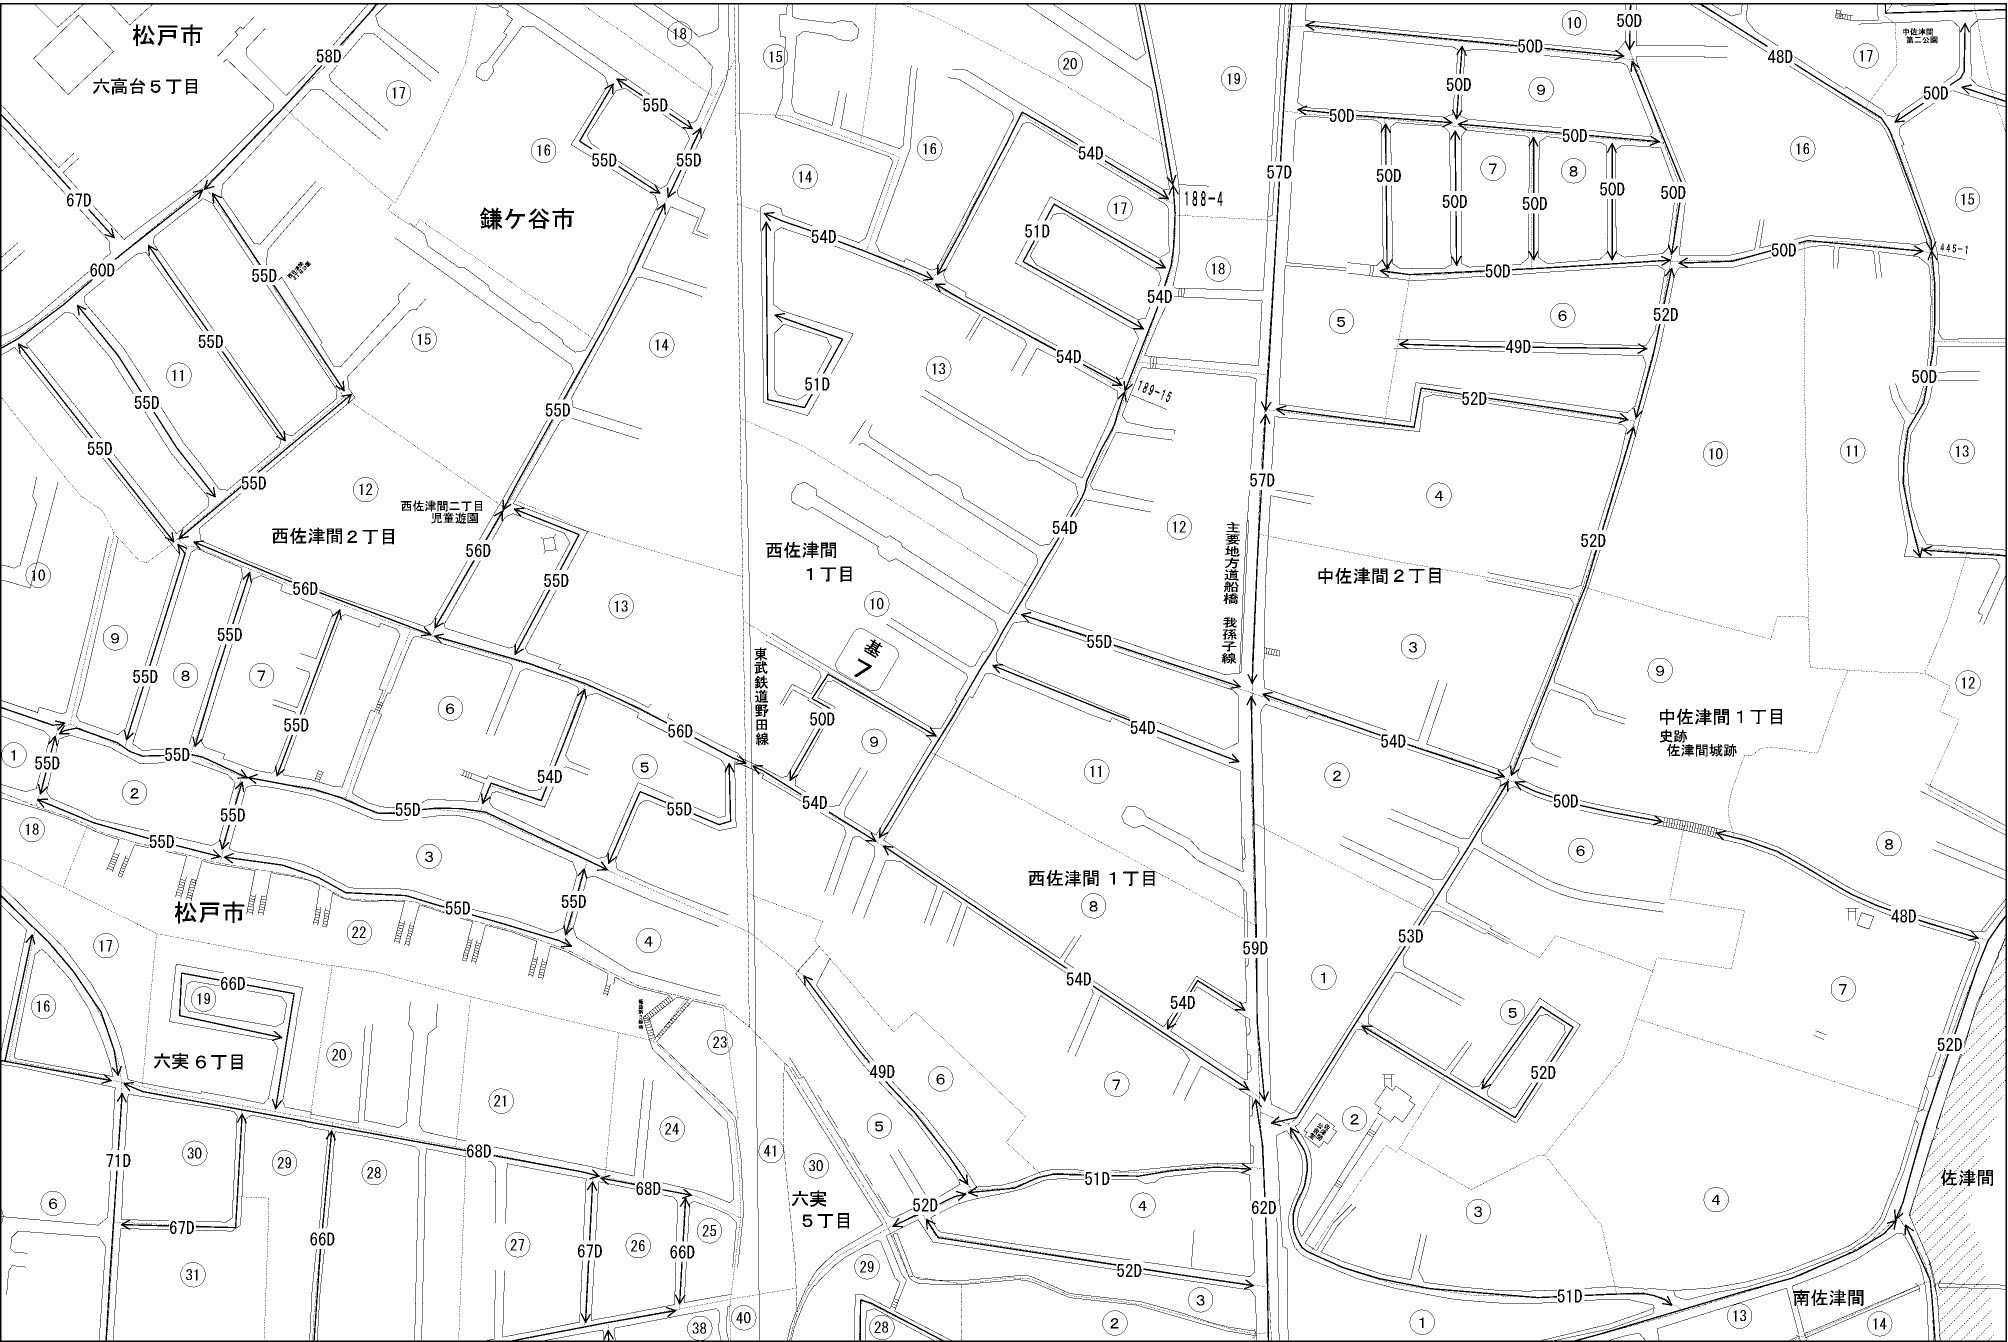 松戸市
六高台５丁目
58D
17
18
15
20
19
10
50D
50D
50D
9
48D
17
中佐津間
第二公園
50D
55D
16
55D
55D
67D
14
16
54D
17
188-4
57D
50D
50D
7
8
50D
50D
50D
50D
50D
16
15
鎌ケ谷市
60D
55D
54D
51D
18
54D
50D
50D
445-1
55D
11
55D
15
14
13
51D
54D
189-15
5
6
52D
49D
50D
55D
55D
55D
52D
12
西佐津間二丁目
児童遊園
西佐津間２丁目
56D
55D
56D
13
10
9
8
7
55D
55D
55D
西佐津間
１丁目
10
基
7
54D
12
57D
主要地方道船橋　我孫子線
4
中佐津間２丁目
52D
10
11
13
55D
3
9
12
中佐津間１丁目
史跡
佐津間城跡
東武鉄道野田線
6
56D
50D
9
54D
54D
1
55D
55D
2
54D
5
55D
54D
11
2
50D
18
55D
55D
55D
3
55D
55D
松戸市
22
4
17
西佐津間１丁目
8
59D
53D
6
8
48D
16
66D
19
六実６丁目
20
21
23
24
54D
54D
49D
6
7
1
5
52D
7
52D
71D
30
29
28
68D
68D
41
30
5
2
6
67D
66D
27
67D
26
66D
25
六実
５丁目
52D
51D
4
62D
3
4
佐津間
31
29
52D
3
51D
南佐津間
38
40
28
2
1
13
14